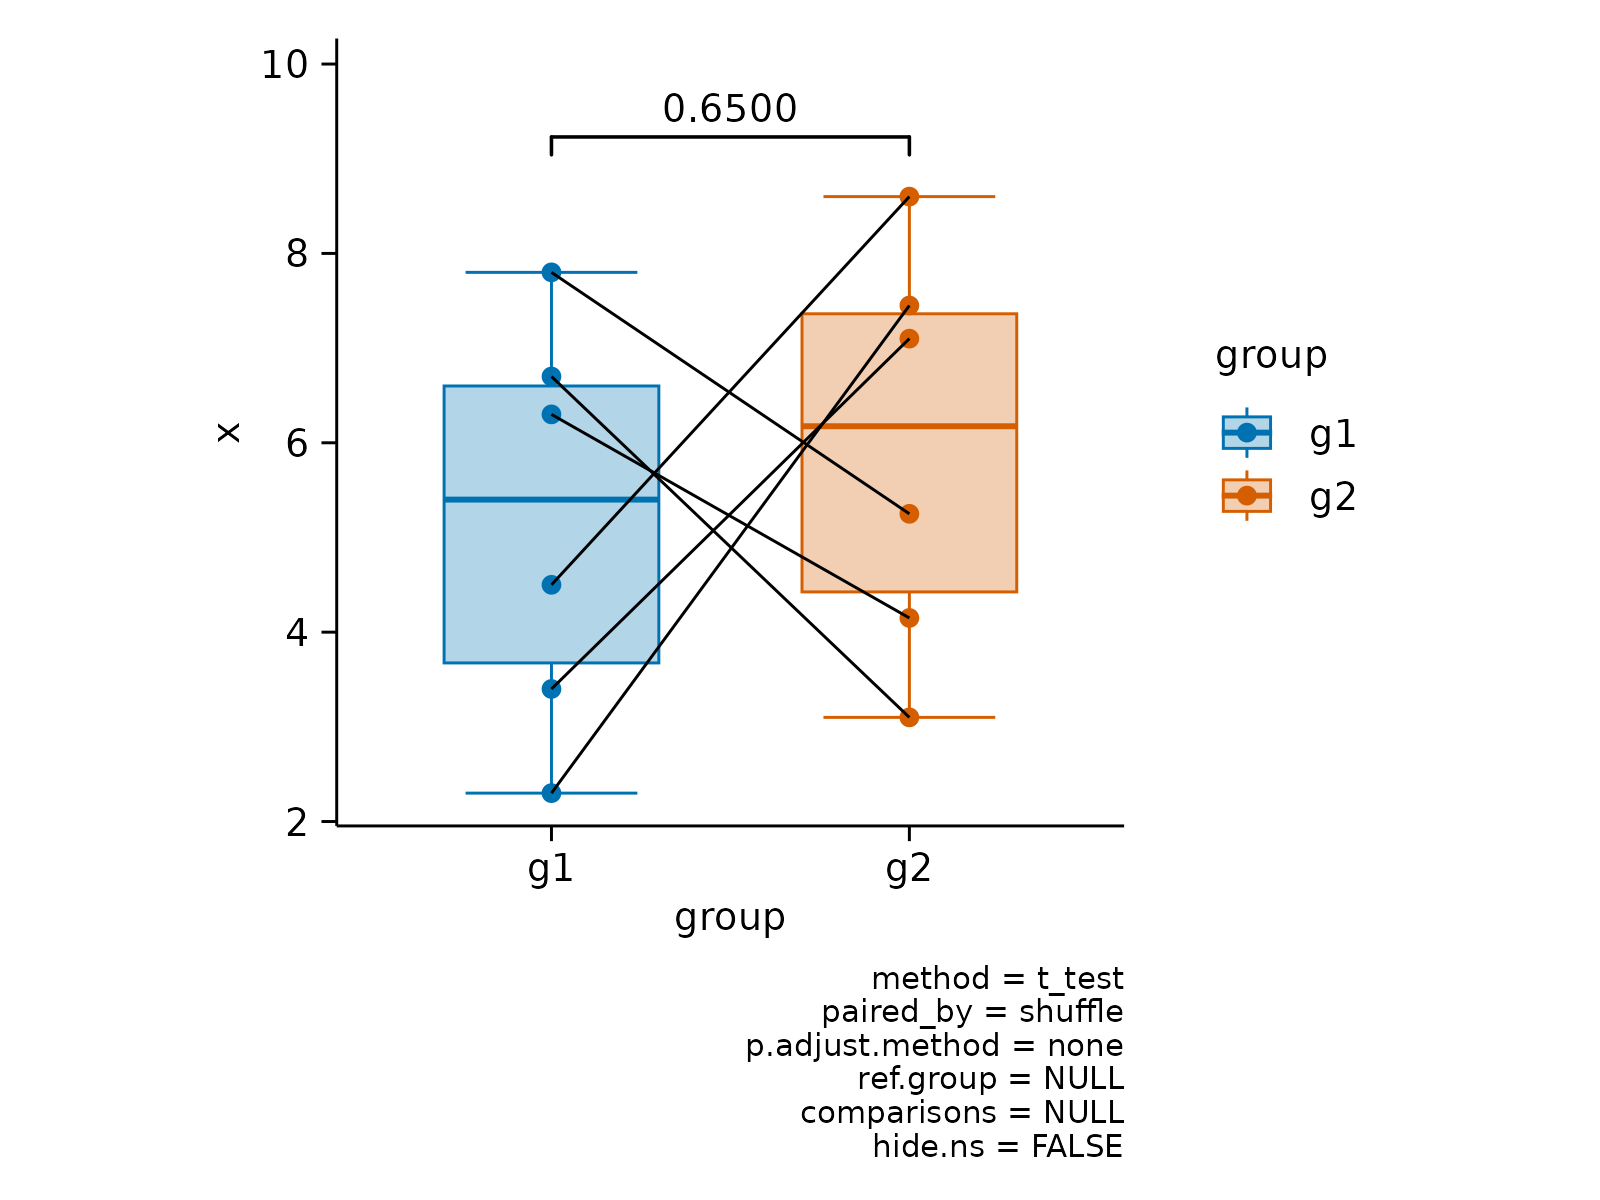 10
0.6500
8
group
x
6
g1
g2
4
2
g1 g2
group
method = t_test
paired_by = shuffle
p.adjust.method = none
ref.group = NULL
comparisons = NULL
hide.ns = FALSE